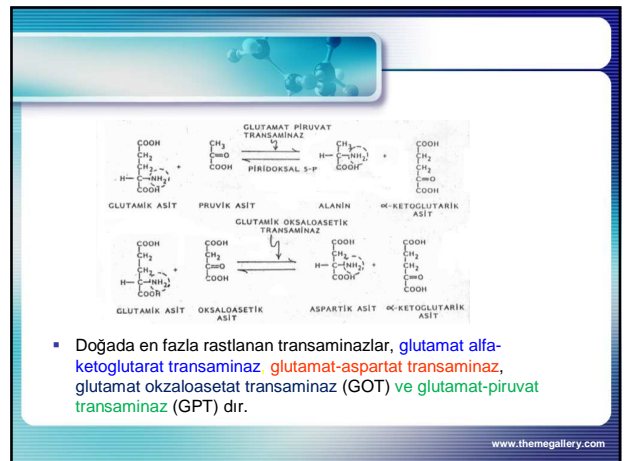 GLUTAMAT PİRUVAT
TRANSAMİNAZ
COOH CH₃ CH₃ COOH
CH₂ C=O H–C–NH₂ CH₂
CH₂ + COOH PİRİDOKSAL 5-P COOH + CH₂
H–C–NH₂ C=O
COOH COOH
GLUTAMİK ASİT PRUVİK ASİT ALANİN α-KETOGLUTARİK
ASİT
GLUTAMİK OKSALOASETİK
TRANSAMİNAZ
COOH COOH COOH COOH
CH₂ CH₂ CH₂ CH₂
CH₂ + C=O H–C–NH₂ + CH₂
H–C–NH₂ COOH COOH C=O
COOH COOH
GLUTAMİK ASİT OKSALOASETİK ASPARTİK ASİT α-KETOGLUTARİK
ASİT ASİT
▪ Doğada en fazla rastlanan transaminazlar, glutamat alfa-
ketoglutarat transaminaz, glutamat-aspartat transaminaz,
glutamat okzaloasetat transaminaz (GOT) ve glutamat-piruvat
transaminaz (GPT) dır.
www.themegallery.com